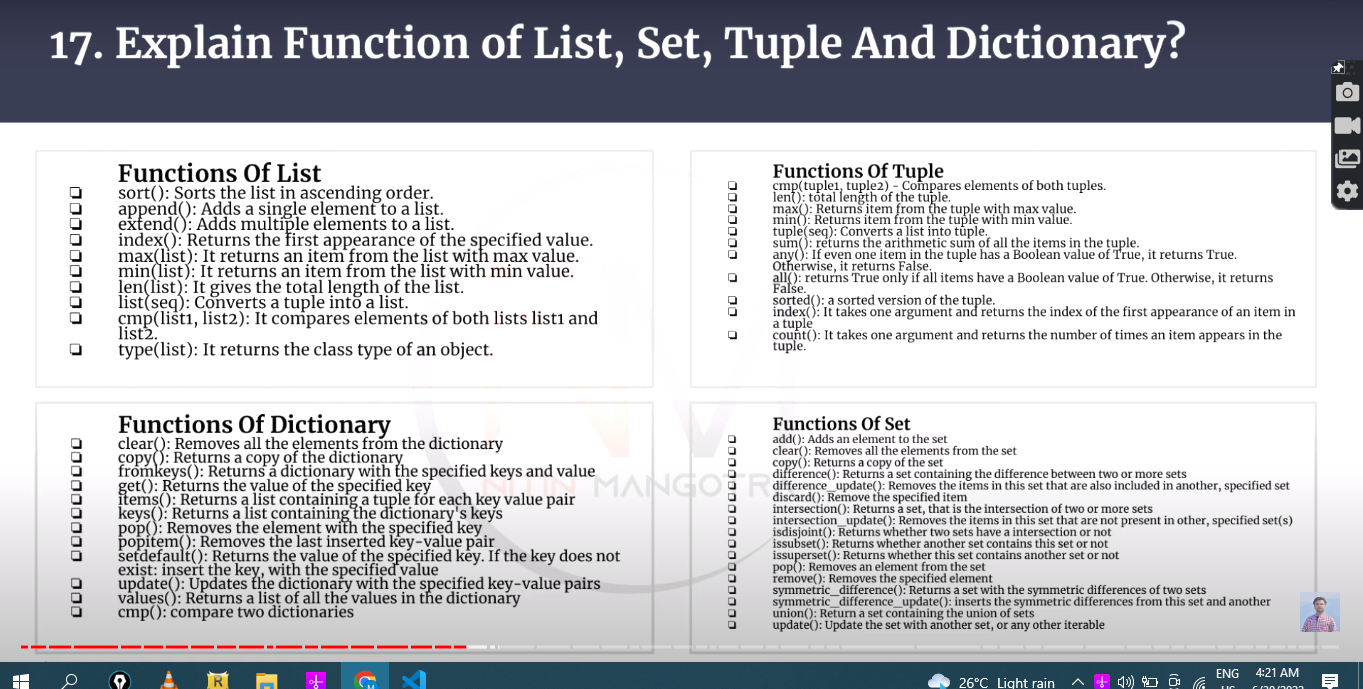 17. Explain Function of List, Set, Tuple And Dictionary?
Functions Of List
sort(): Sorts the list in ascending order.
append(): Adds a single element to a list.
extend(): Adds multiple elements to a list.
index(): Returns the first appearance of the specified value.
max(list): It returns an item from the list with max value.
min(list): It returns an item from the list with min value.
len(list): It gives the total length of the list.
list(seq): Converts a tuple into a list.
cmp(list1, list2): It compares elements of both lists list1 and
list2.
type(list): It returns the class type of an object.
Functions Of Tuple
cmp(tuple1, tuple2) - Compares elements of both tuples.
len(): total length of the tuple.
max(): Returns item from the tuple with max value.
min(): Returns item from the tuple with min value.
tuple(seq): Converts a list into tuple.
sum(): returns the arithmetic sum of all the items in the tuple.
any(): If even one item in the tuple has a Boolean value of True, it returns True.
Otherwise, it returns False.
all(): returns True only if all items have a Boolean value of True. Otherwise, it returns
False.
sorted(): a sorted version of the tuple.
index(): It takes one argument and returns the index of the first appearance of an item in
a tuple
count(): It takes one argument and returns the number of times an item appears in the
tuple.
Functions Of Dictionary
clear(): Removes all the elements from the dictionary
copy(): Returns a copy of the dictionary
fromkeys(): Returns a dictionary with the specified keys and value
get(): Returns the value of the specified key
items(): Returns a list containing a tuple for each key value pair
keys(): Returns a list containing the dictionary's keys
pop(): Removes the element with the specified key
popitem(): Removes the last inserted key-value pair
setdefault(): Returns the value of the specified key. If the key does not
exist: insert the key, with the specified value
update(): Updates the dictionary with the specified key-value pairs
values(): Returns a list of all the values in the dictionary
cmp(): compare two dictionaries
Functions Of Set
add(): Adds an element to the set
clear(): Removes all the elements from the set
copy(): Returns a copy of the set
difference(): Returns a set containing the difference between two or more sets
difference_update(): Removes the items in this set that are also included in another, specified set
discard(): Remove the specified item
intersection(): Returns a set, that is the intersection of two or more sets
intersection_update(): Removes the items in this set that are not present in other, specified set(s)
isdisjoint(): Returns whether two sets have a intersection or not
issubset(): Returns whether another set contains this set or not
issuperset(): Returns whether this set contains another set or not
pop(): Removes an element from the set
remove(): Removes the specified element
symmetric_difference(): Returns a set with the symmetric differences of two sets
symmetric_difference_update(): inserts the symmetric differences from this set and another
union(): Return a set containing the union of sets
update(): Update the set with another set, or any other iterable
NITIN MANGOTR
26°C Light rain
ENG
4:21 AM